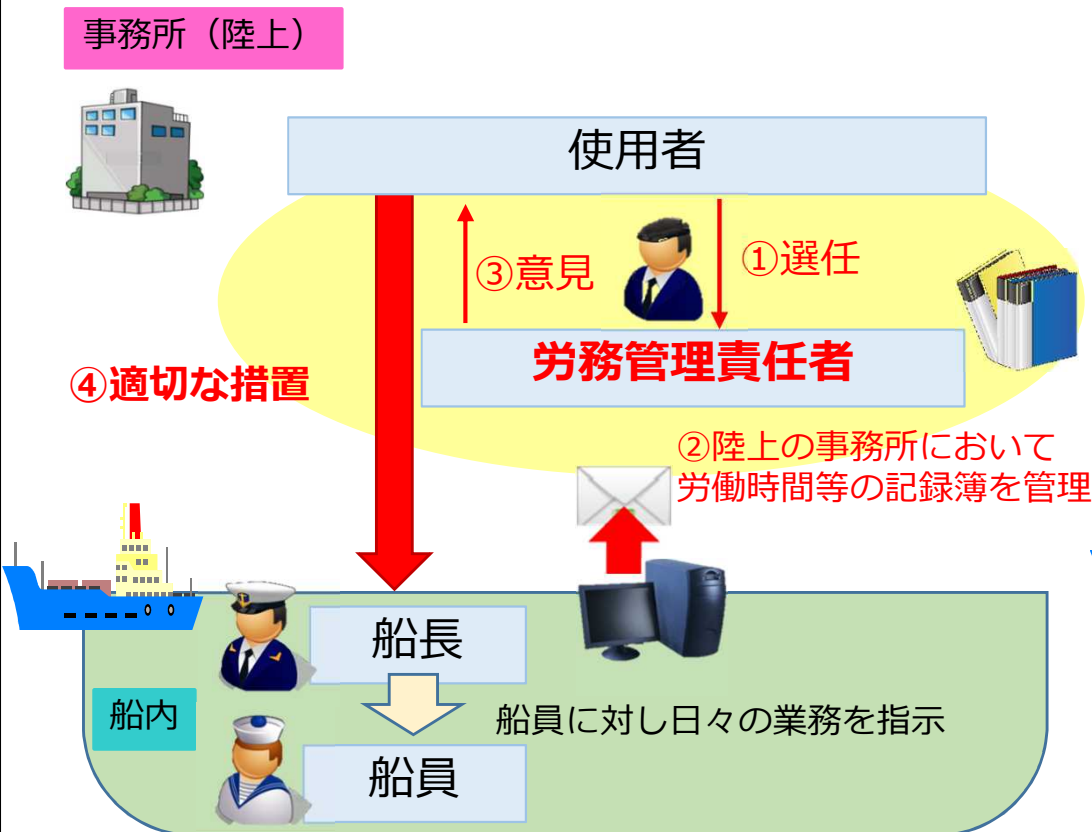 事務所（陸上）
使用者
③意見
①選任
労務管理責任者
④適切な措置
②陸上の事務所において
労働時間等の記録簿を管理
船長
船内
船員に対し日々の業務を指示
船員